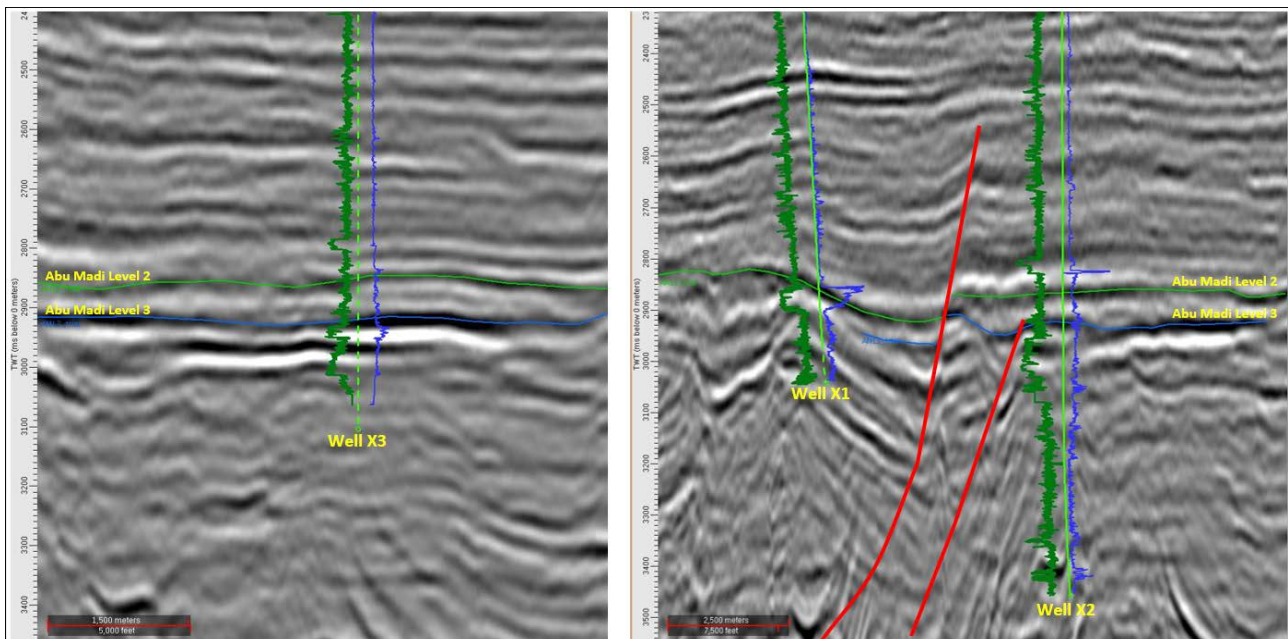 24
2500
2600
2700
2800
2900
3000
3100
3200
3300
3400
TWT (ms below 0 meters)
Abu Madi Level 2
Abu Madi Level 3
Well X3
1,500 meters
5,000 feet
23
2400
2500
2600
2700
2800
2900
3000
3100
3200
3300
3400
3500
TWT (ms below 0 meters)
Abu Madi Level 2
Abu Madi Level 3
Well X1
Well X2
2,500 meters
7,500 feet